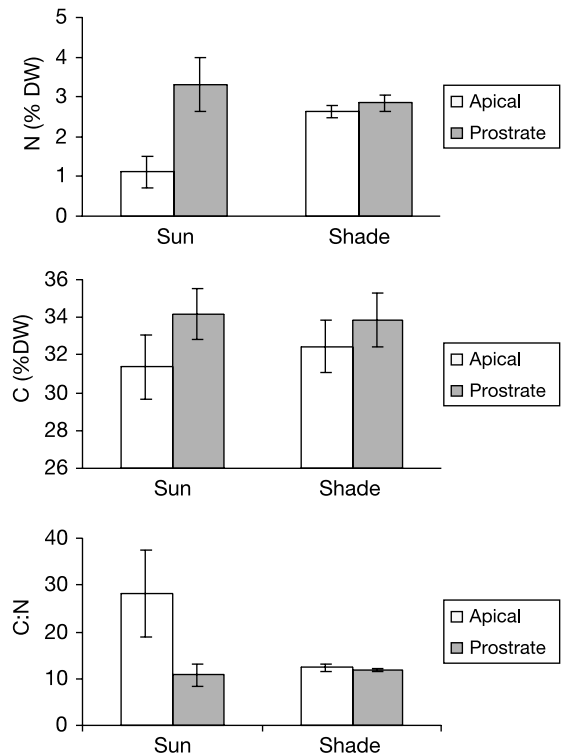 5
4
3
2
1
0
N (% DW)
Sun
Shade
Apical
Prostrate
36
34
32
30
28
26
C (%DW)
Sun
Shade
Apical
Prostrate
40
30
20
10
0
C:N
Sun
Shade
Apical
Prostrate